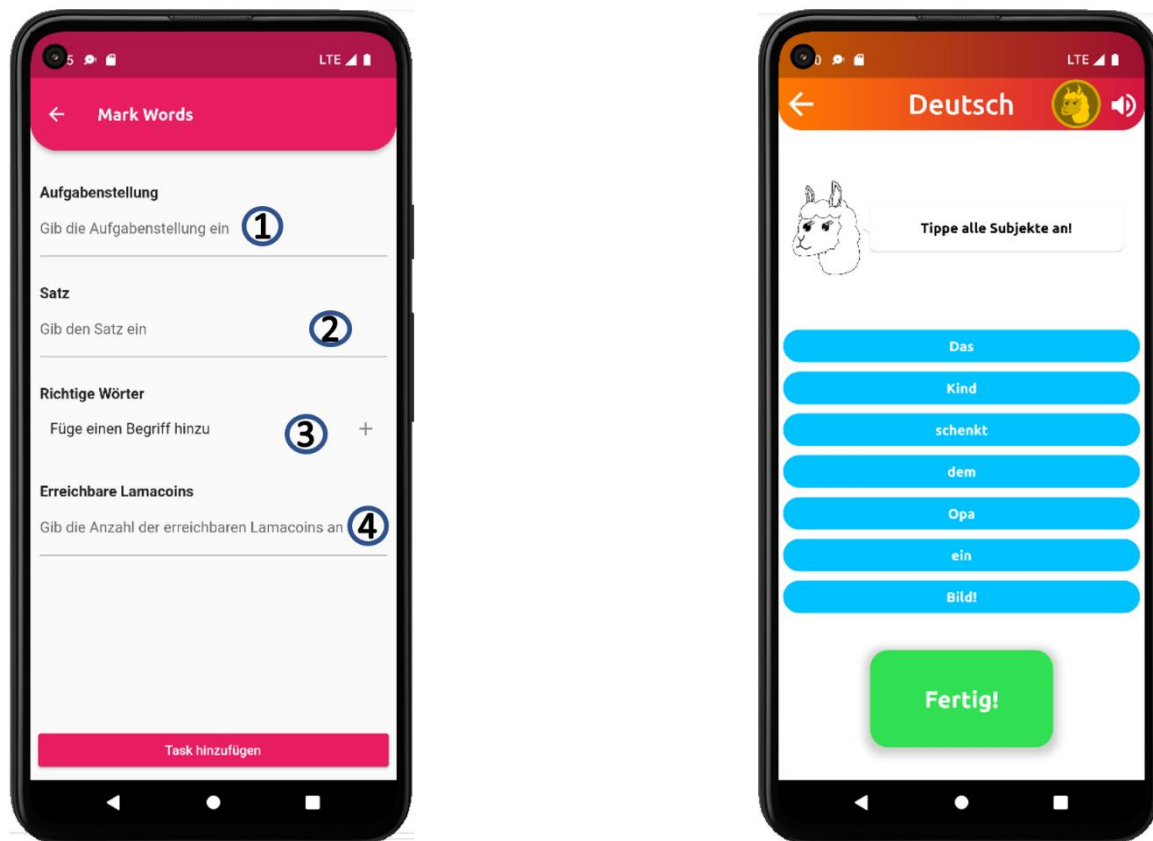 5 LTE
Mark Words
Aufgabenstellung
Gib die Aufgabenstellung ein 1
Satz
Gib den Satz ein 2
Richtige Wörter
Füge einen Begriff hinzu 3 +
Erreichbare Lamacoins
Gib die Anzahl der erreichbaren Lamacoins an 4
Task hinzufügen
0 LTE
Deutsch
Tippe alle Subjekte an!
Das
Kind
schenkt
dem
Opa
ein
Bild!
Fertig!